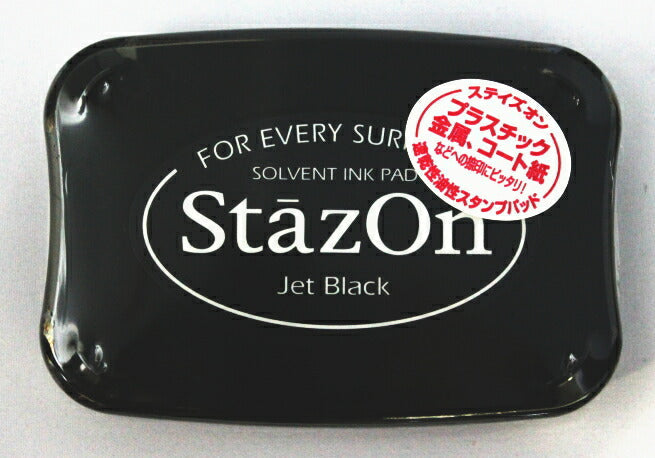 FOR EVERY SUR
SOLVENT INK PAD
StāzOn
Jet Black
ステイズオン
プラスチック
金属、コート紙
などへの捺印にピッタリ!
速乾性油性スタンプパッド